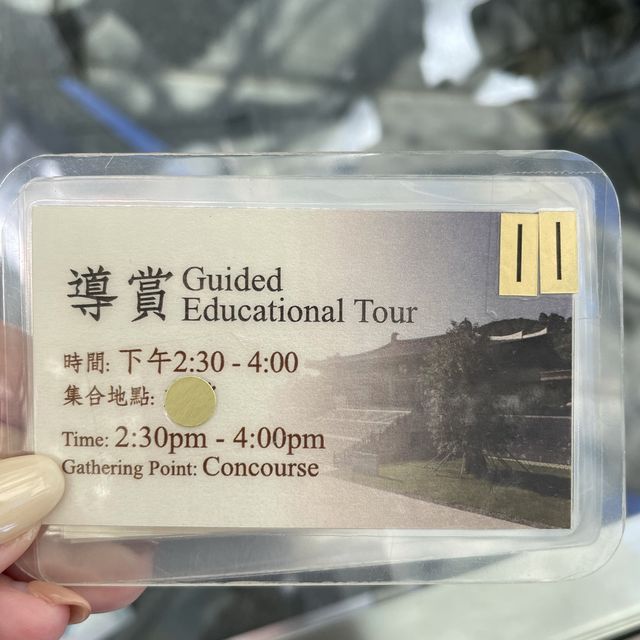 導賞 Guided
Educational Tour
11
時間: 下午2:30 - 4:00
集合地點:
Time: 2:30pm - 4:00pm
Gathering Point: Concourse